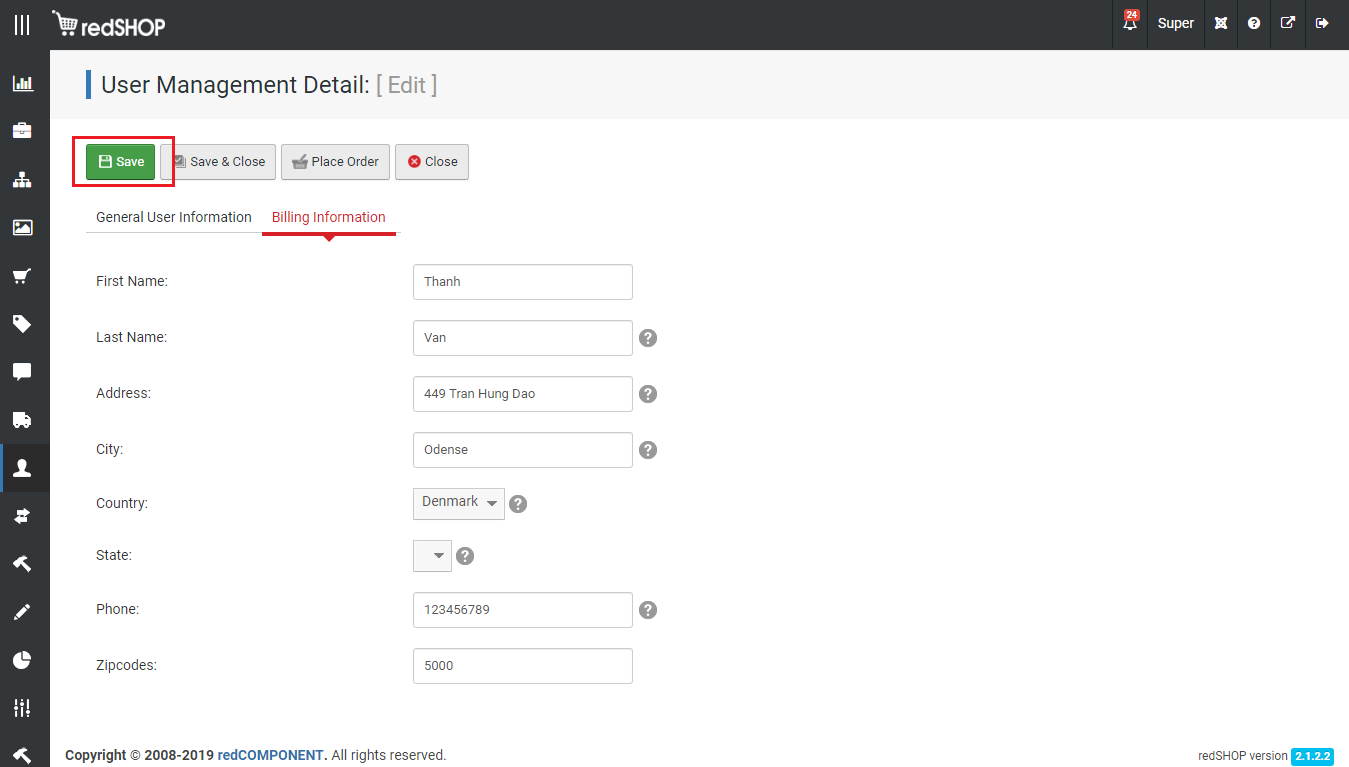 redSHOP
24
Super
User Management Detail: [ Edit ]
Save
Save & Close
Place Order
Close
General User Information
Billing Information
First Name:
Thanh
Last Name:
Van
Address:
449 Tran Hung Dao
City:
Odense
Country:
Denmark
State:
Phone:
123456789
Zipcodes:
5000
Copyright © 2008-2019 redCOMPONENT. All rights reserved.
redSHOP version 2.1.2.2